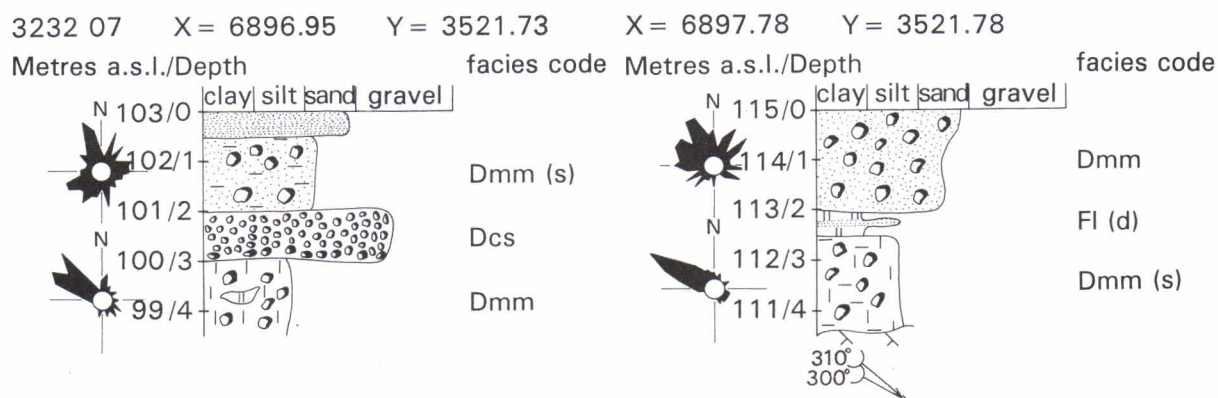 3232 07 X = 6896.95 Y = 3521.73
Metres a.s.l./Depth facies code
clay silt sand gravel
N 103/0
102/1
Dmm (s)
101/2
N
Dcs
100/3
99/4
Dmm
X = 6897.78 Y = 3521.78
Metres a.s.l./Depth facies code
clay silt sand gravel
N 115/0
114/1
Dmm
113/2
N
Fl (d)
112/3
Dmm (s)
111/4
310°
300°